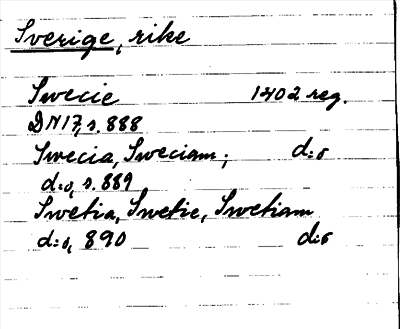 Sverige, rike
Swecie 1402 reg.
DN17, s. 888
Swecia, Sweciam; d:o
d:o, s. 889
Swetia, Swetie, Swetiam
d:o, 890 d:o